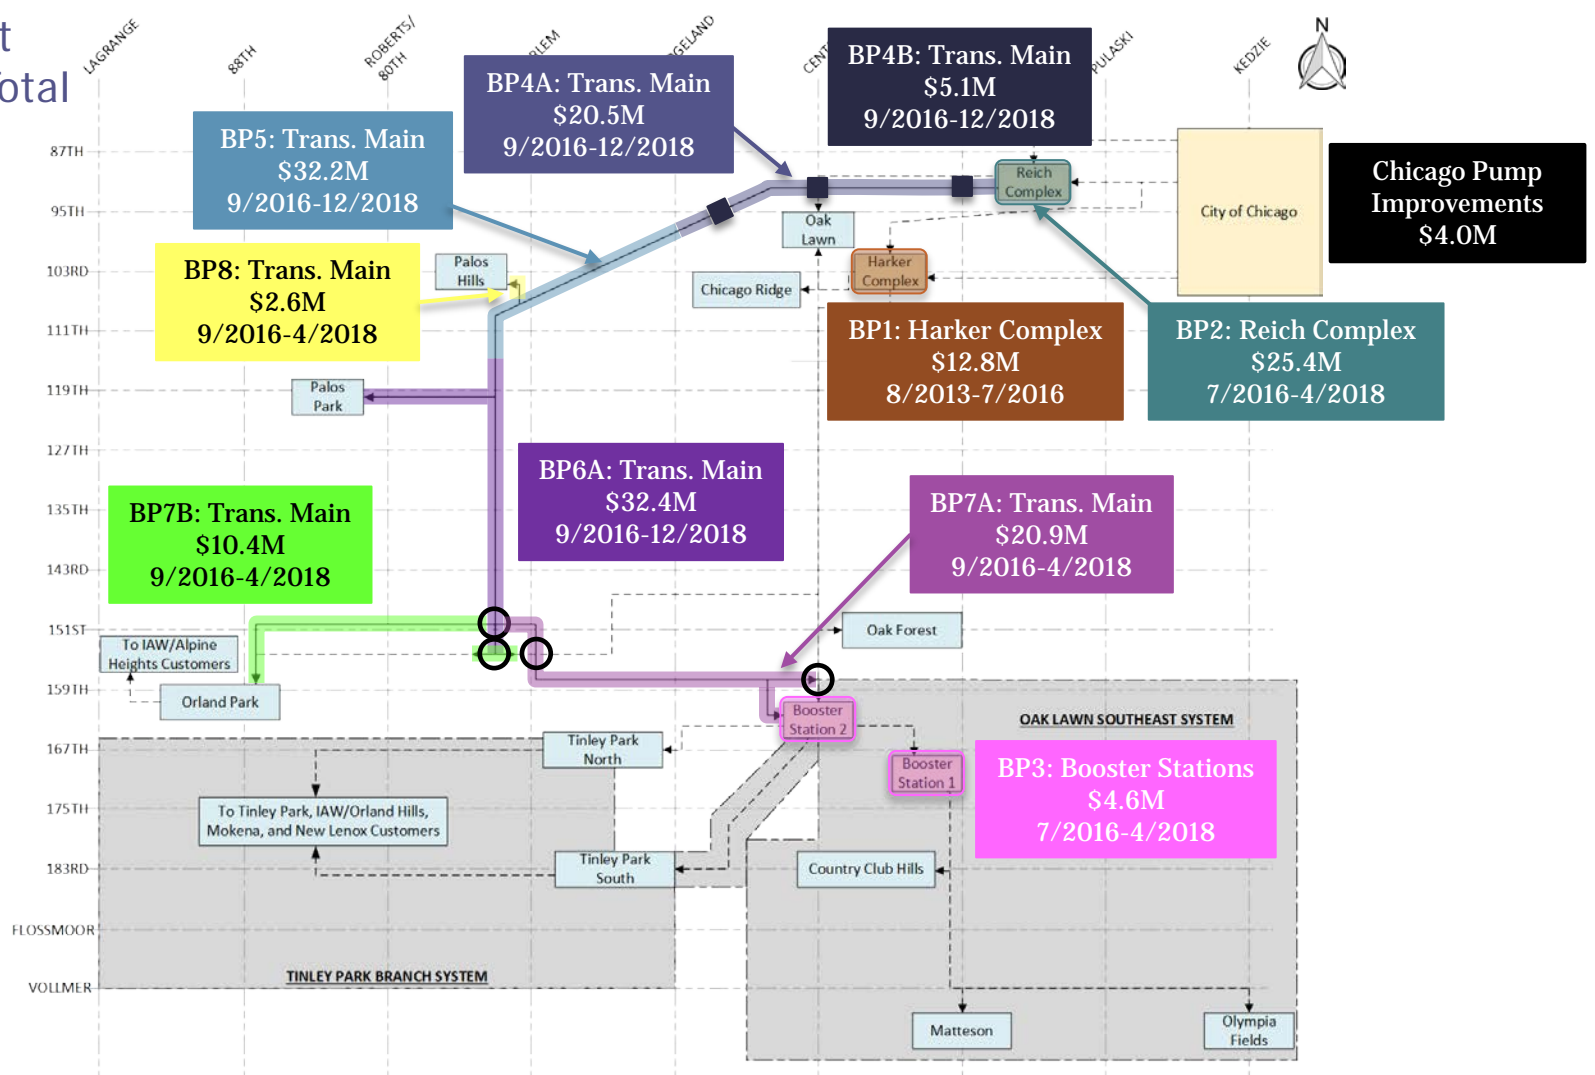 t
Total
LAGRANGE
88TH
ROBERTS/
80TH
N
KEDZIE
PULASKI
BP4A: Trans. Main
$20.5M
9/2016-12/2018
BP4B: Trans. Main
$5.1M
9/2016-12/2018
BP5: Trans. Main
$32.2M
9/2016-12/2018
87TH
95TH
103RD
111TH
119TH
127TH
135TH
143RD
151ST
159TH
167TH
175TH
183RD
FLOSSMOOR
VOLLMER
Reich
Complex
City of Chicago
Chicago Pump
Improvements
$4.0M
Oak
Lawn
Palos
Hills
Harker
Complex
Chicago Ridge
BP8: Trans. Main
$2.6M
9/2016-4/2018
BP1: Harker Complex
$12.8M
8/2013-7/2016
BP2: Reich Complex
$25.4M
7/2016-4/2018
Palos
Park
BP6A: Trans. Main
$32.4M
9/2016-12/2018
BP7B: Trans. Main
$10.4M
9/2016-4/2018
BP7A: Trans. Main
$20.9M
9/2016-4/2018
Oak Forest
To IAW/Alpine
Heights Customers
Orland Park
Booster
Station 2
OAK LAWN SOUTHEAST SYSTEM
Tinley Park
North
Booster
Station 1
BP3: Booster Stations
$4.6M
7/2016-4/2018
To Tinley Park, IAW/Orland Hills,
Mokena, and New Lenox Customers
Tinley Park
South
Country Club Hills
TINLEY PARK BRANCH SYSTEM
Matteson
Olympia
Fields